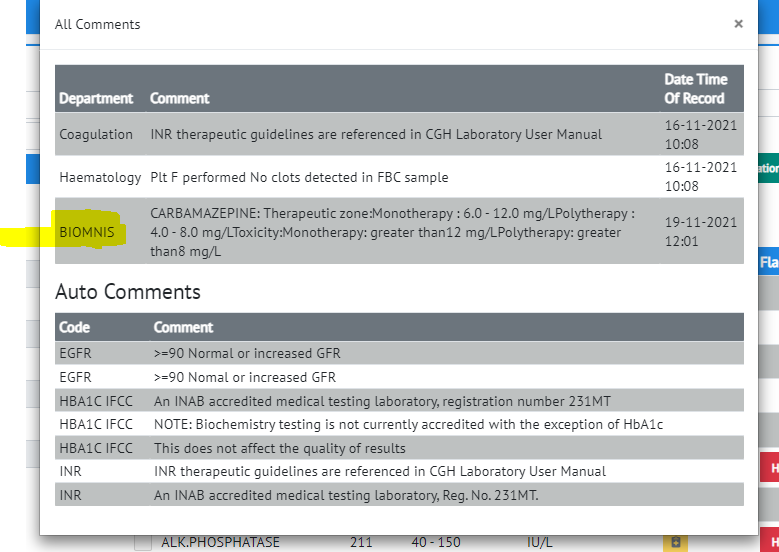 All Comments ×
Department Comment Date Time
Of Record
Coagulation INR therapeutic guidelines are referenced in CGH Laboratory User Manual 16-11-2021
10:08
Haematology Plt F performed No clots detected in FBC sample 16-11-2021
10:08
BIOMNIS CARBAMAZEPINE: Therapeutic zone:Monotherapy : 6.0 - 12.0 mg/LPolytherapy :
4.0 - 8.0 mg/LToxicity:Monotherapy: greater than12 mg/LPolytherapy: greater
than8 mg/L
19-11-2021
12:01
Auto Comments
Code Comment
EGFR >=90 Normal or increased GFR
EGFR >=90 Nomal or increased GFR
HBA1C IFCC An INAB accredited medical testing laboratory, registration number 231MT
HBA1C IFCC NOTE: Biochemistry testing is not currently accredited with the exception of HbA1c
HBA1C IFCC This does not affect the quality of results
INR INR therapeutic guidelines are referenced in CGH Laboratory User Manual
INR An INAB accredited medical testing laboratory, Reg. No. 231MT.
ation
Fla
H
ALK.PHOSPHATASE 211 40 - 150 IU/L H